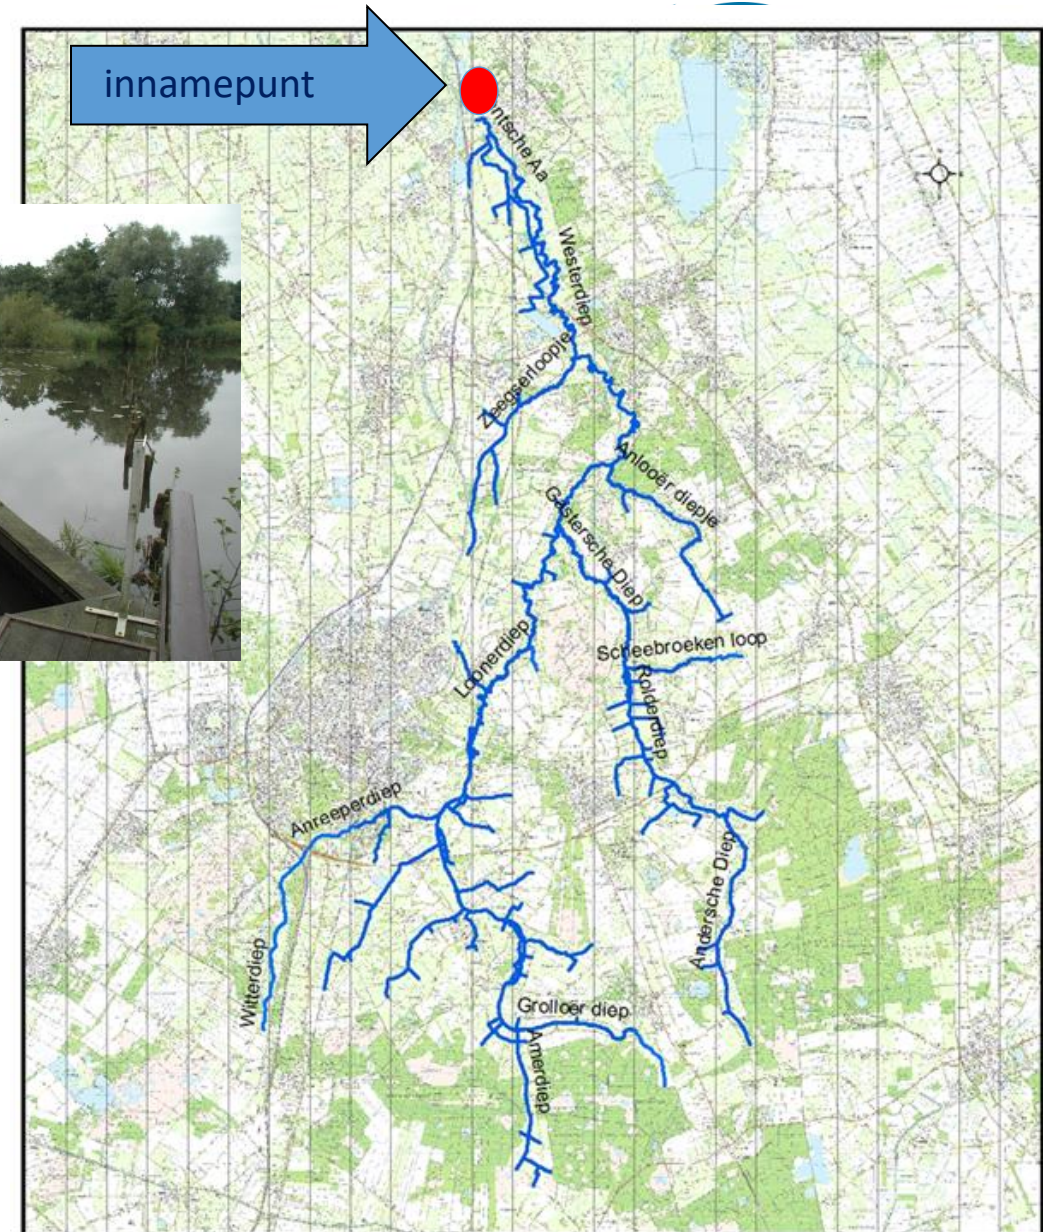 innamepunt
ntsche Aa
Westerdiep
Zeegserloopje
Anlooër diepje
Gastersche Diep
Scheebroeken loop
Loonerdiep
Rolderdiep
Anreeperdiep
Andersche Diep
Witterdiep
Grolloër diep
Amerdiep